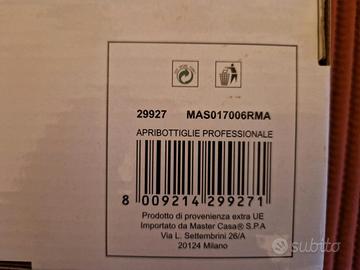 29927 MAS017006RMA
APRIBOTTIGLIE PROFESSIONALE
8 009214 299271
Prodotto di provenienza extra UE
Importato da Master Casa® S.P.A
Via L. Settembrini 26/A
20124 Milano
subito